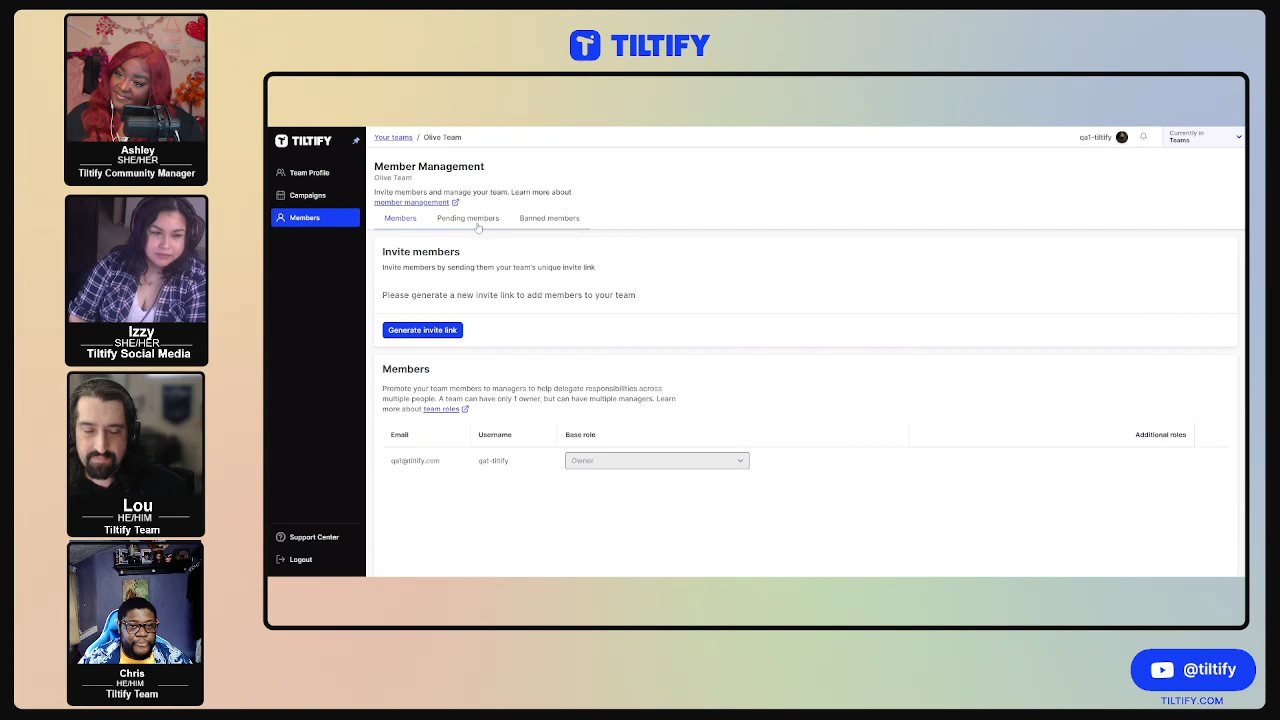 TILTIFY
Ashley
SHE/HER
Tiltify Community Manager
Izzy
SHE/HER
Tiltify Social Media
Lou
HE/HIM
Tiltify Team
Chris
HE/HIM
Tiltify Team
TILTIFY
Team Profile
Campaigns
Members
Support Center
Logout
Your teams / Olive Team
qa1-tiltify
Currently in
Teams
Member Management
Olive Team
Invite members and manage your team. Learn more about
member management
Members Pending members Banned members
Invite members
Invite members by sending them your team's unique invite link
Please generate a new invite link to add members to your team
Generate invite link
Members
Promote your team members to managers to help delegate responsibilities across
multiple people. A team can have only 1 owner, but can have multiple managers. Learn
more about team roles
Email Username Base role Additional roles
qa1@tiltify.com qa1-tiltify Owner
@tiltify
TILTIFY.COM